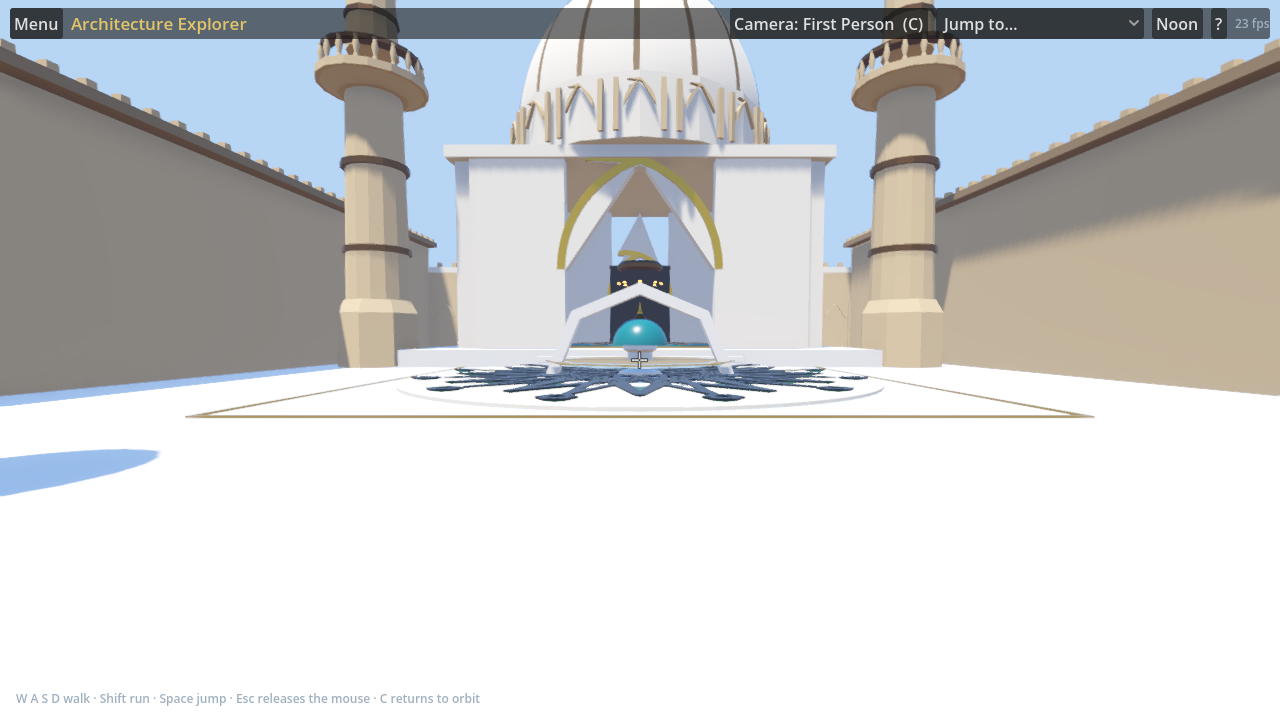 Menu Architecture Explorer Camera: First Person (C) Jump to... Noon ? 23 fps
W A S D walk · Shift run · Space jump · Esc releases the mouse · C returns to orbit